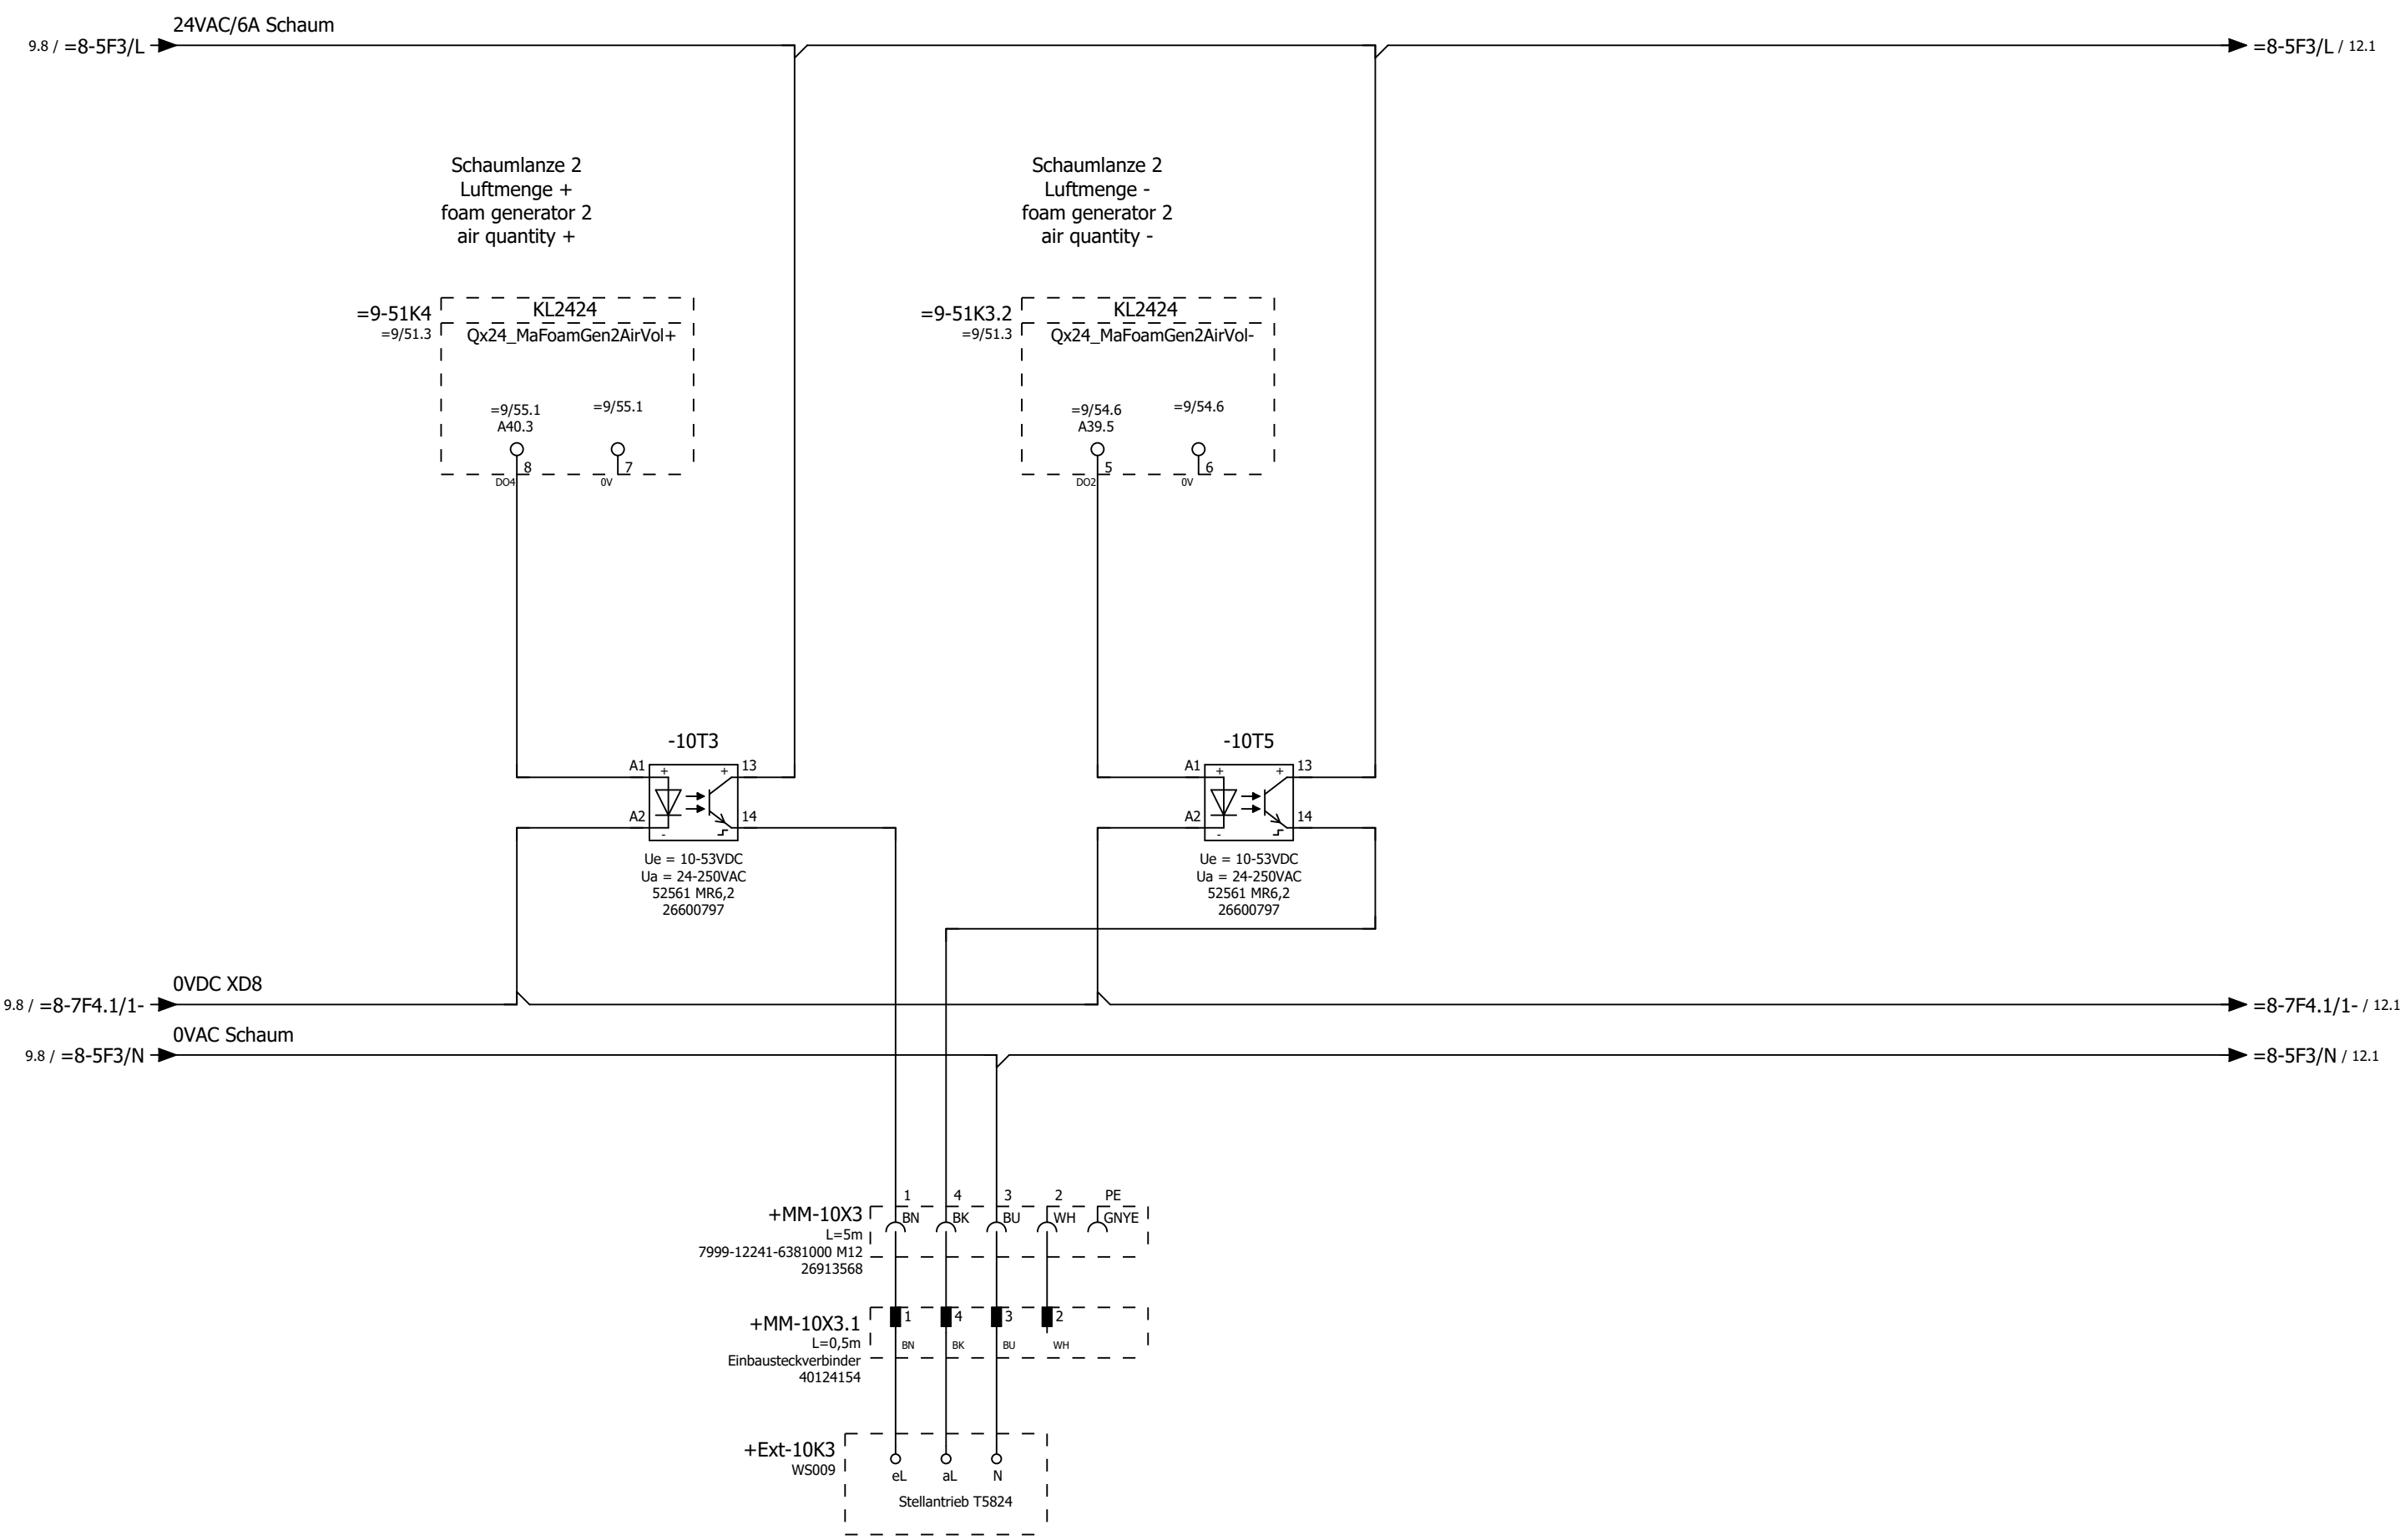 24VAC/6A Schaum
9.8 / =8-5F3/L
=8-5F3/L / 12.1
Schaumlanze 2
Luftmenge +
foam generator 2
air quantity +
Schaumlanze 2
Luftmenge -
foam generator 2
air quantity -
=9-51K4
=9/51.3
KL2424
Qx24_MaFoamGen2AirVol+
=9/55.1
A40.3
=9/55.1
8
7
DO4
0V
=9-51K3.2
=9/51.3
KL2424
Qx24_MaFoamGen2AirVol-
=9/54.6
A39.5
=9/54.6
5
6
DO2
0V
-10T3
A1
+
+
13
A2
-
14
Ue = 10-53VDC
Ua = 24-250VAC
52561 MR6,2
26600797
-10T5
A1
+
+
13
A2
-
14
Ue = 10-53VDC
Ua = 24-250VAC
52561 MR6,2
26600797
0VDC XD8
9.8 / =8-7F4.1/1-
=8-7F4.1/1- / 12.1
0VAC Schaum
9.8 / =8-5F3/N
=8-5F3/N / 12.1
1 4 3 2 PE
+MM-10X3
BN BK BU WH GNYE
L=5m
7999-12241-6381000 M12
26913568
1 4 3 2
+MM-10X3.1
L=0,5m
BN BK BU WH
Einbausteckverbinder
40124154
+Ext-10K3
WS009
eL aL N
Stellantrieb T5824